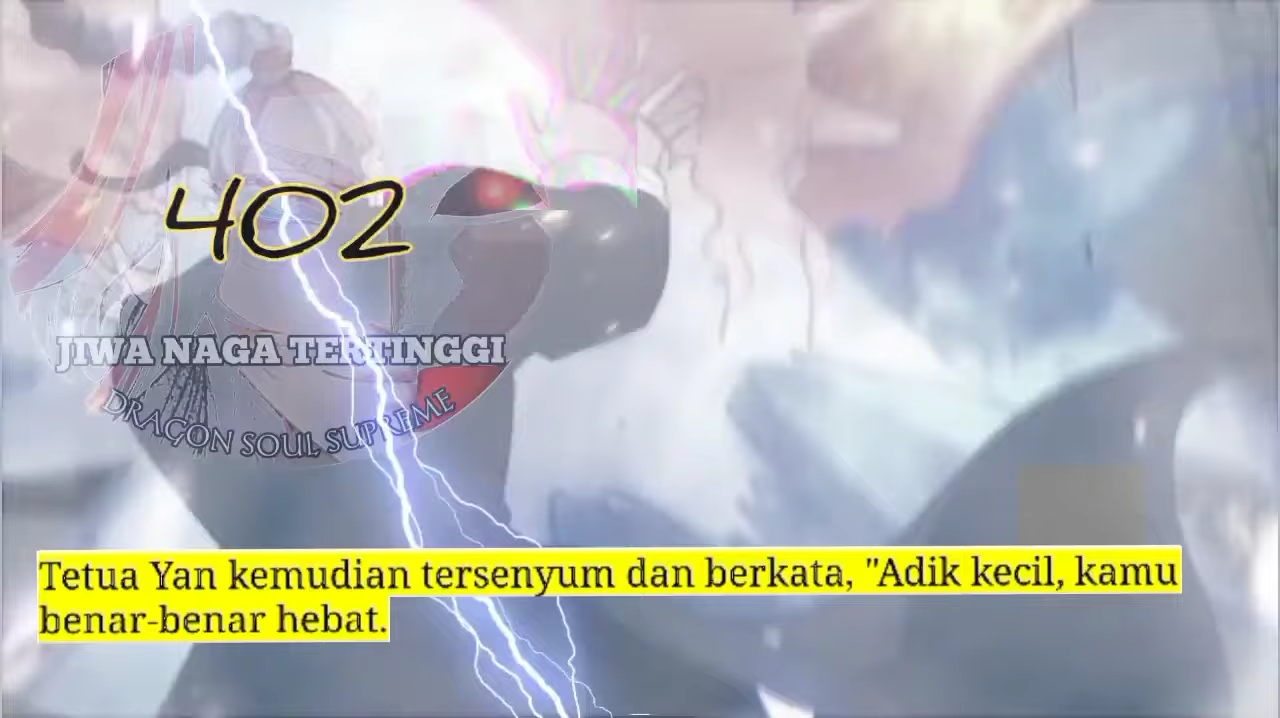 402
JIWA NAGA TERTINGGI
DRAGON SOUL SUPREME
Tetua Yan kemudian tersenyum dan berkata, "Adik kecil, kamu
benar-benar hebat.